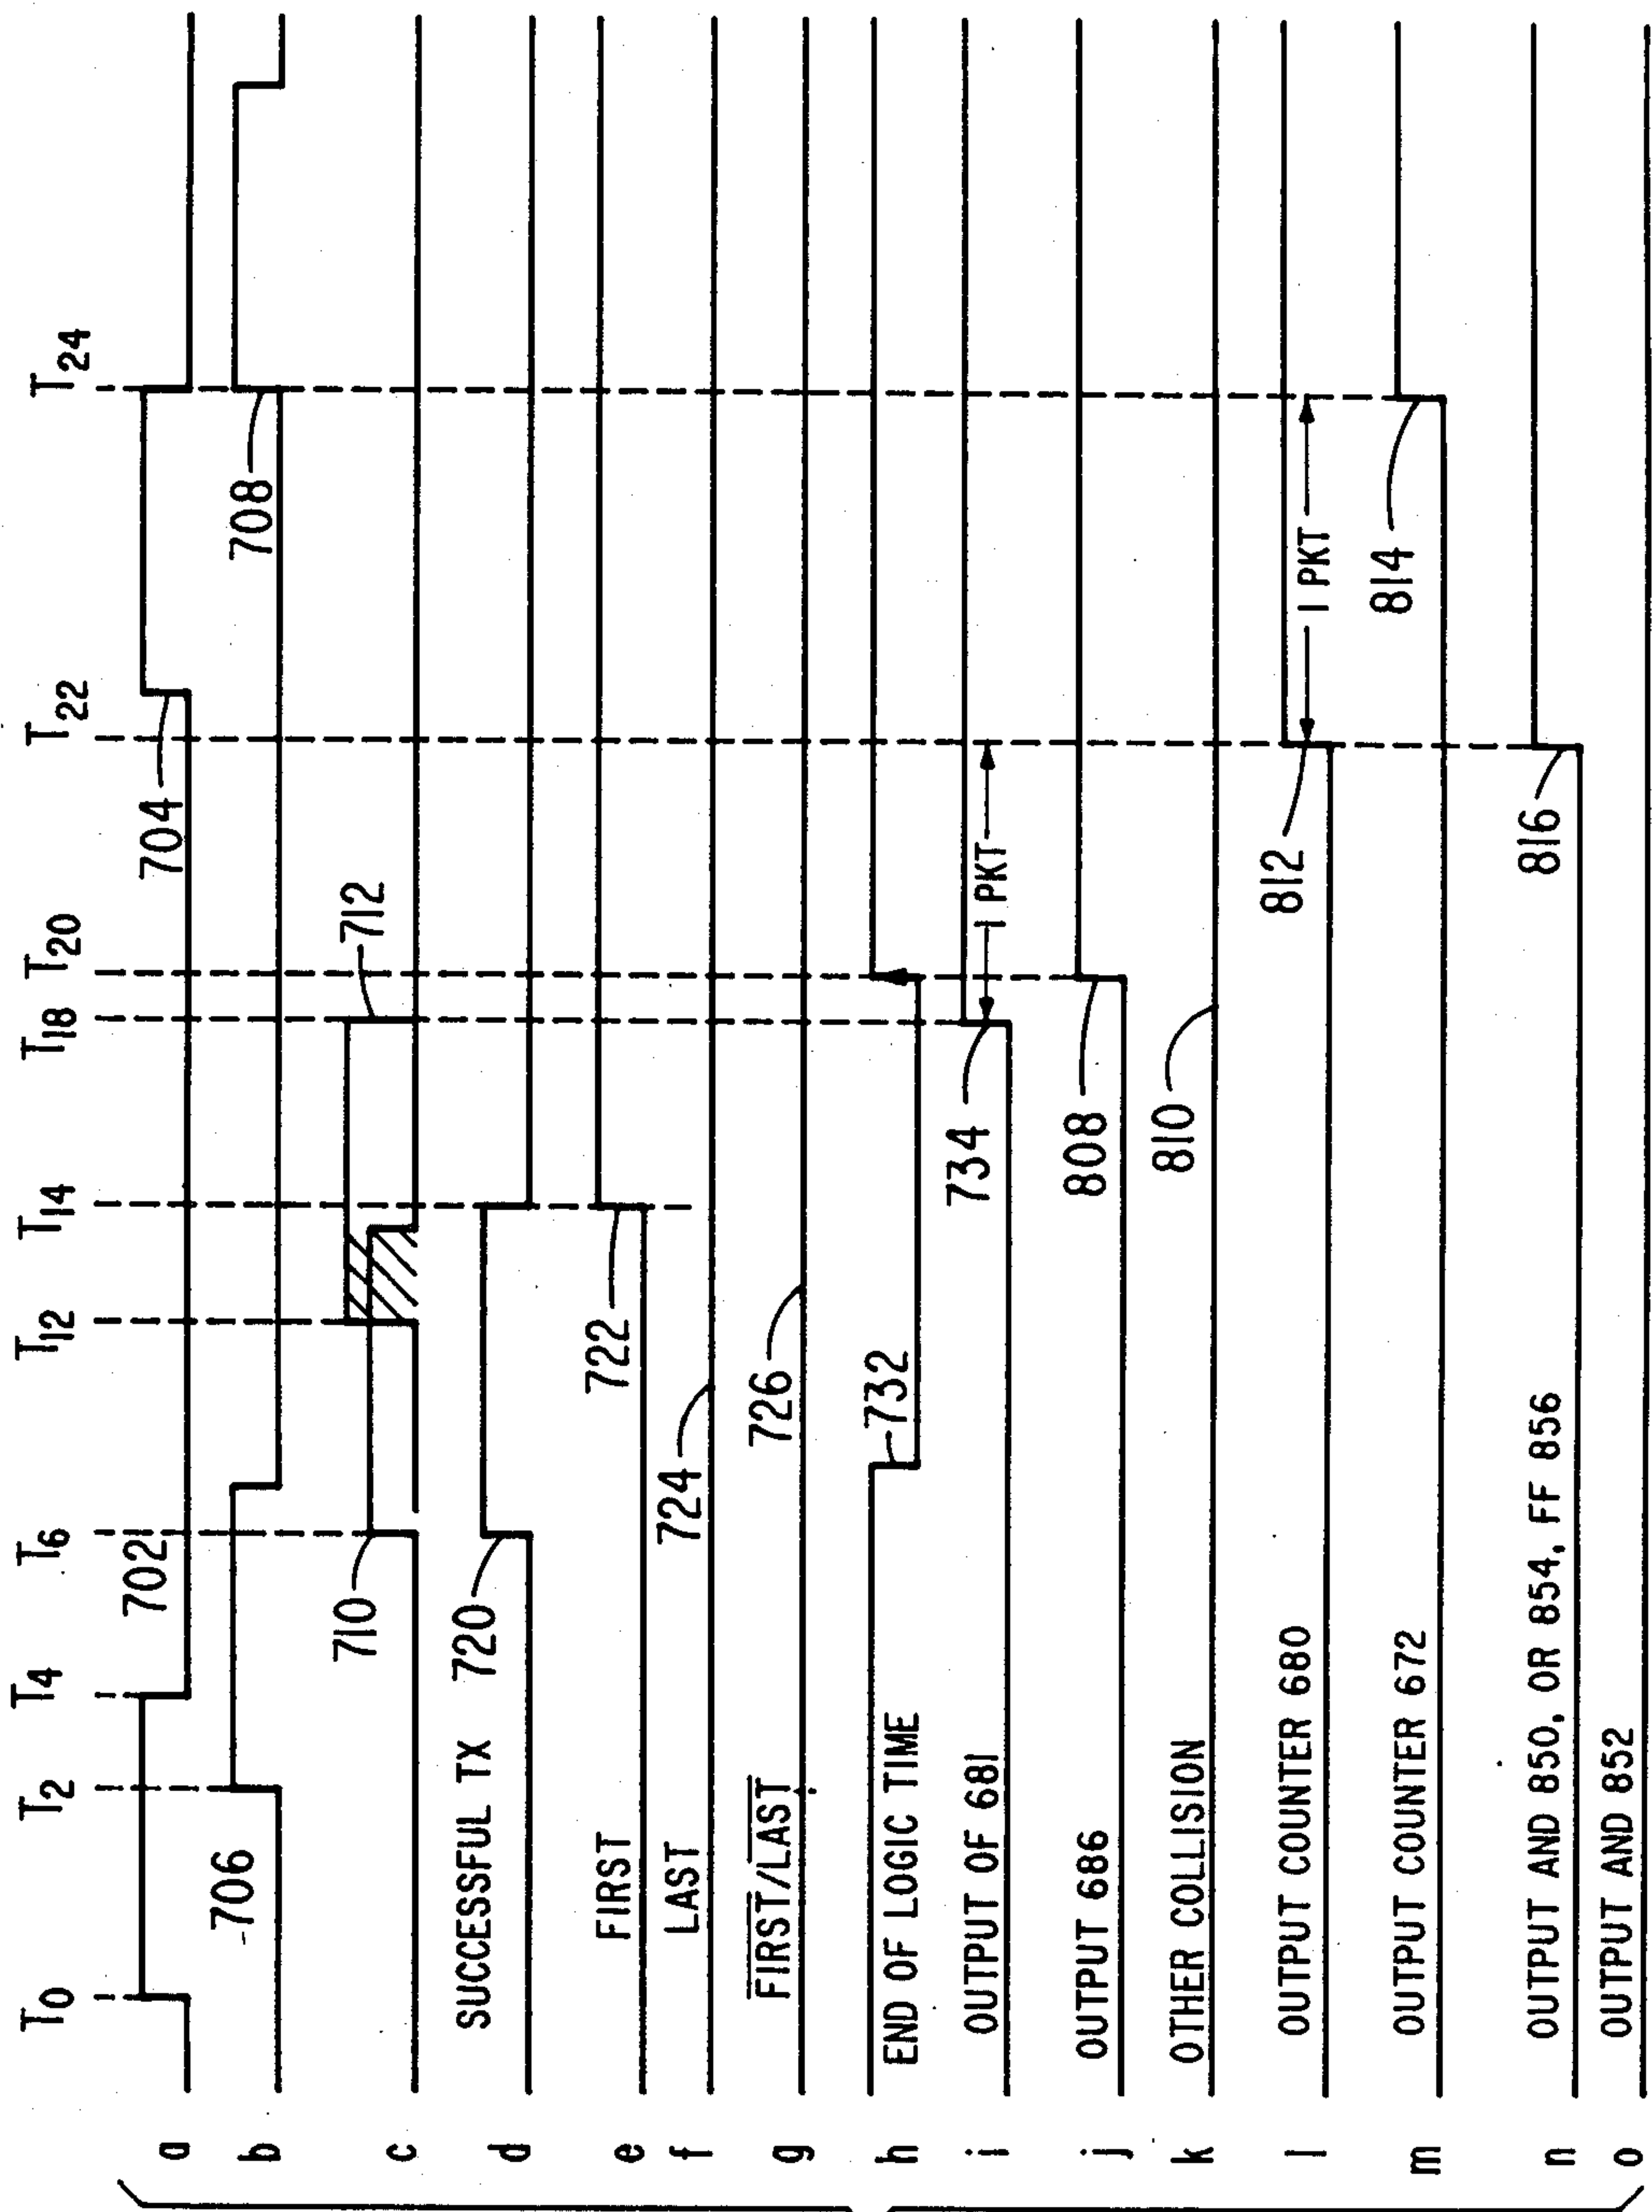 T0 T2 T4 T6 T12 T14 T18 T20 T22 T24
a
702
704
b
706
708
c
710
712
d
SUCCESSFUL TX 720
e
FIRST
722
f
LAST
724
g
FIRST/LAST
726
h
END OF LOGIC TIME
732
i
OUTPUT OF 681
734
1 PKT
j
OUTPUT 686
808
k
OTHER COLLISION
810
l
OUTPUT COUNTER 680
812
1 PKT
m
OUTPUT COUNTER 672
814
n
OUTPUT AND 850, OR 854, FF 856
816
o
OUTPUT AND 852